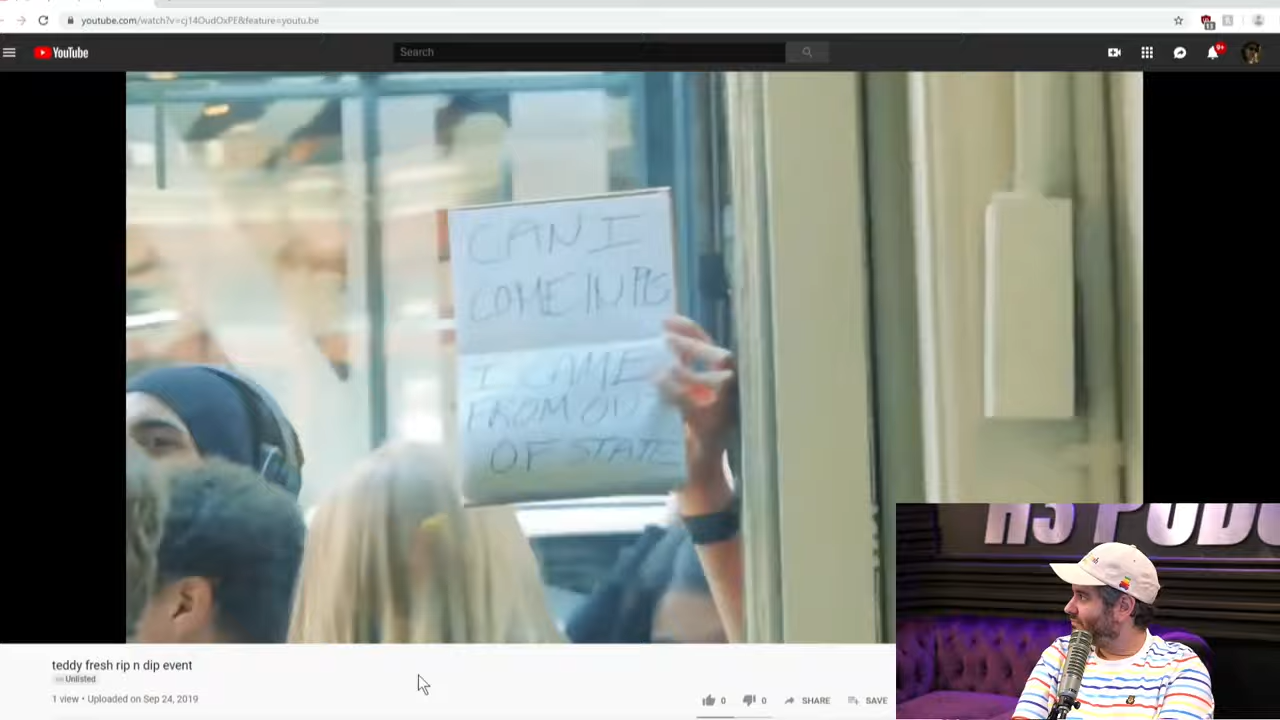 youtube.com/watch?v=cj14OudOxPE&feature=youtu.be
YouTube
Search
9+
CAN I
COME IN PLS
I CAME
FROM OUT
OF STATE
H3 PODC
teddy fresh rip n dip event
Unlisted
1 view • Uploaded on Sep 24, 2019
0
0
SHARE
SAVE